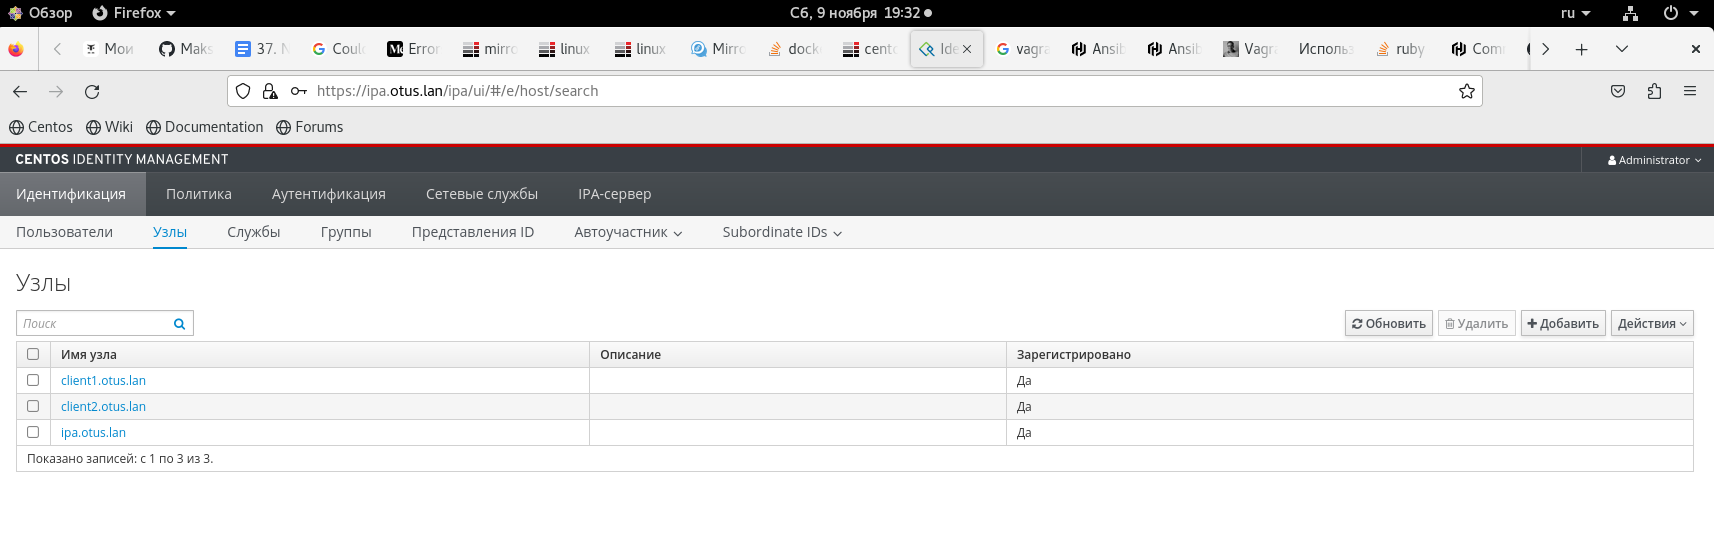 Обзор Firefox Сб, 9 ноября 19:32 ru
Мои Maks 37. Coul Error mirro linux linux Mirro dock cento Ide vagra Ansib Ansib Vagra Использ ruby Com
https://ipa.otus.lan/ipa/ui/#/e/host/search
Centos Wiki Documentation Forums
CENTOS IDENTITY MANAGEMENT Administrator
Идентификация Политика Аутентификация Сетевые службы IPA-сервер
Пользователи Узлы Службы Группы Представления ID Автоучастник Subordinate IDs
Узлы
Поиск Обновить Удалить Добавить Действия
Имя узла Описание Зарегистрировано
client1.otus.lan Да
client2.otus.lan Да
ipa.otus.lan Да
Показано записей: с 1 по 3 из 3.